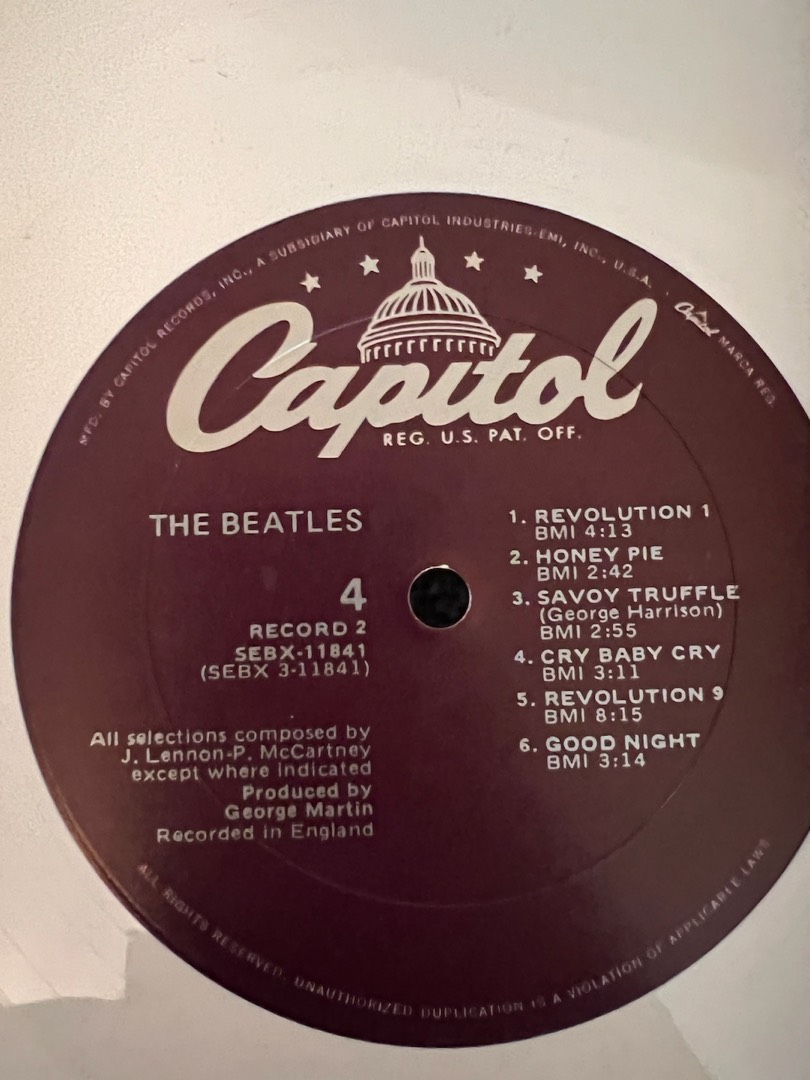 MFD. BY CAPITOL RECORDS, INC., A SUBSIDIARY OF CAPITOL INDUSTRIES-EMI, INC., U.S.A. · Capitol MARCA REG.
Capitol
REG. U.S. PAT. OFF.
THE BEATLES
4
RECORD 2
SEBX-11841
(SEBX 3-11841)
All selections composed by
J. Lennon-P. McCartney
except where indicated
Produced by
George Martin
Recorded in England
1. REVOLUTION 1
BMI 4:13
2. HONEY PIE
BMI 2:42
3. SAVOY TRUFFLE
(George Harrison)
BMI 2:55
4. CRY BABY CRY
BMI 3:11
5. REVOLUTION 9
BMI 8:15
6. GOOD NIGHT
BMI 3:14
ALL RIGHTS RESERVED. UNAUTHORIZED DUPLICATION IS A VIOLATION OF APPLICABLE LAWS